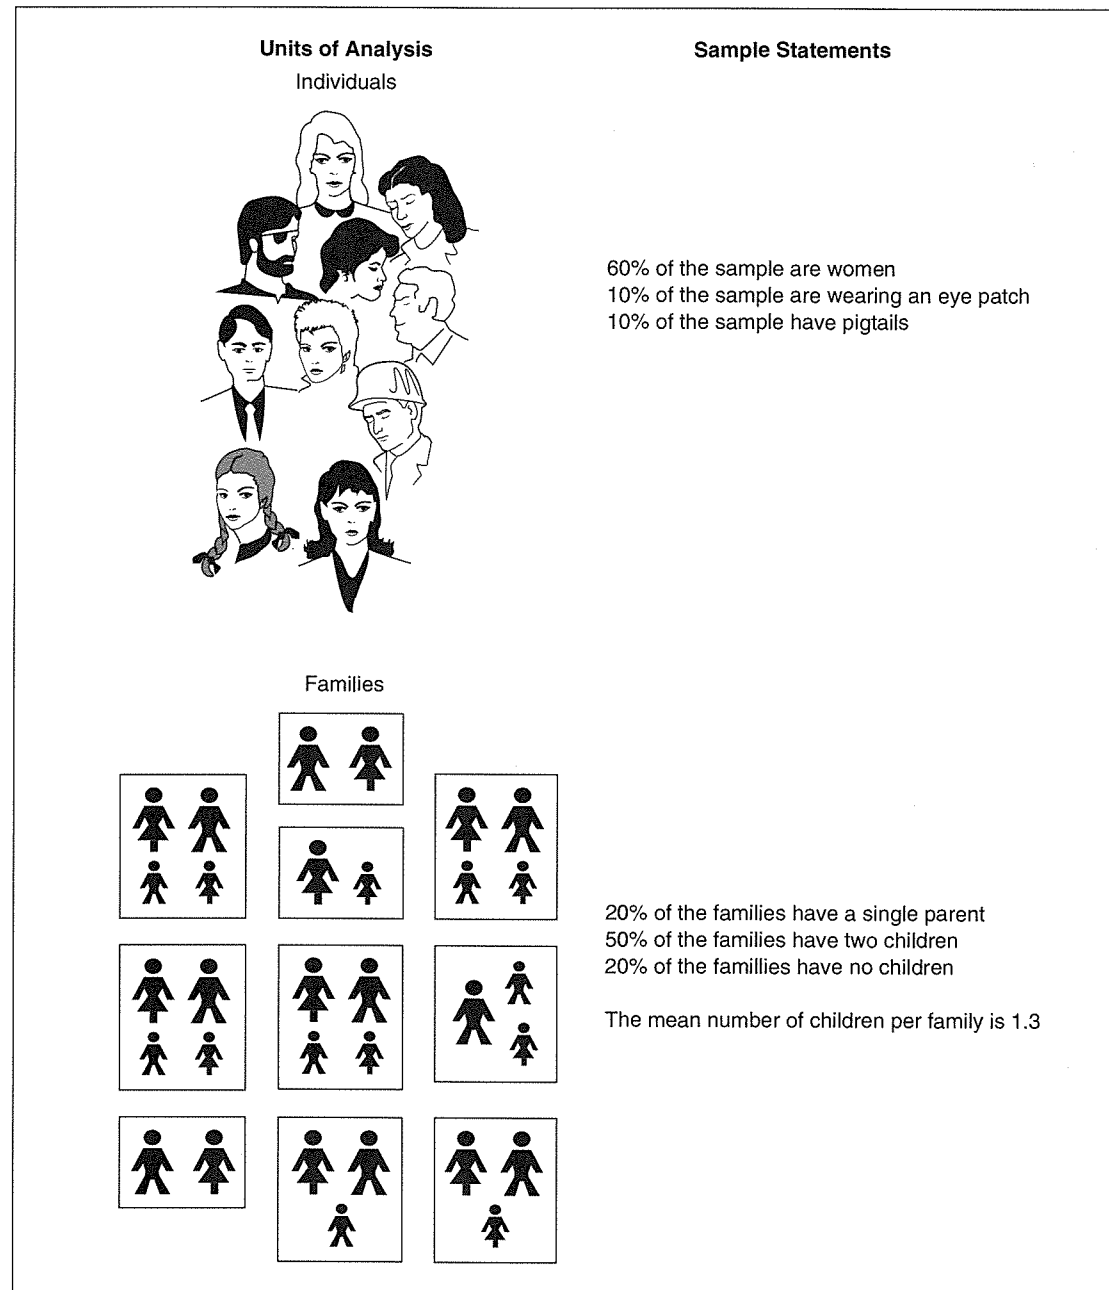 Units of Analysis
Sample Statements
Individuals
60% of the sample are women
10% of the sample are wearing an eye patch
10% of the sample have pigtails
Families
20% of the families have a single parent
50% of the families have two children
20% of the famillies have no children
The mean number of children per family is 1.3